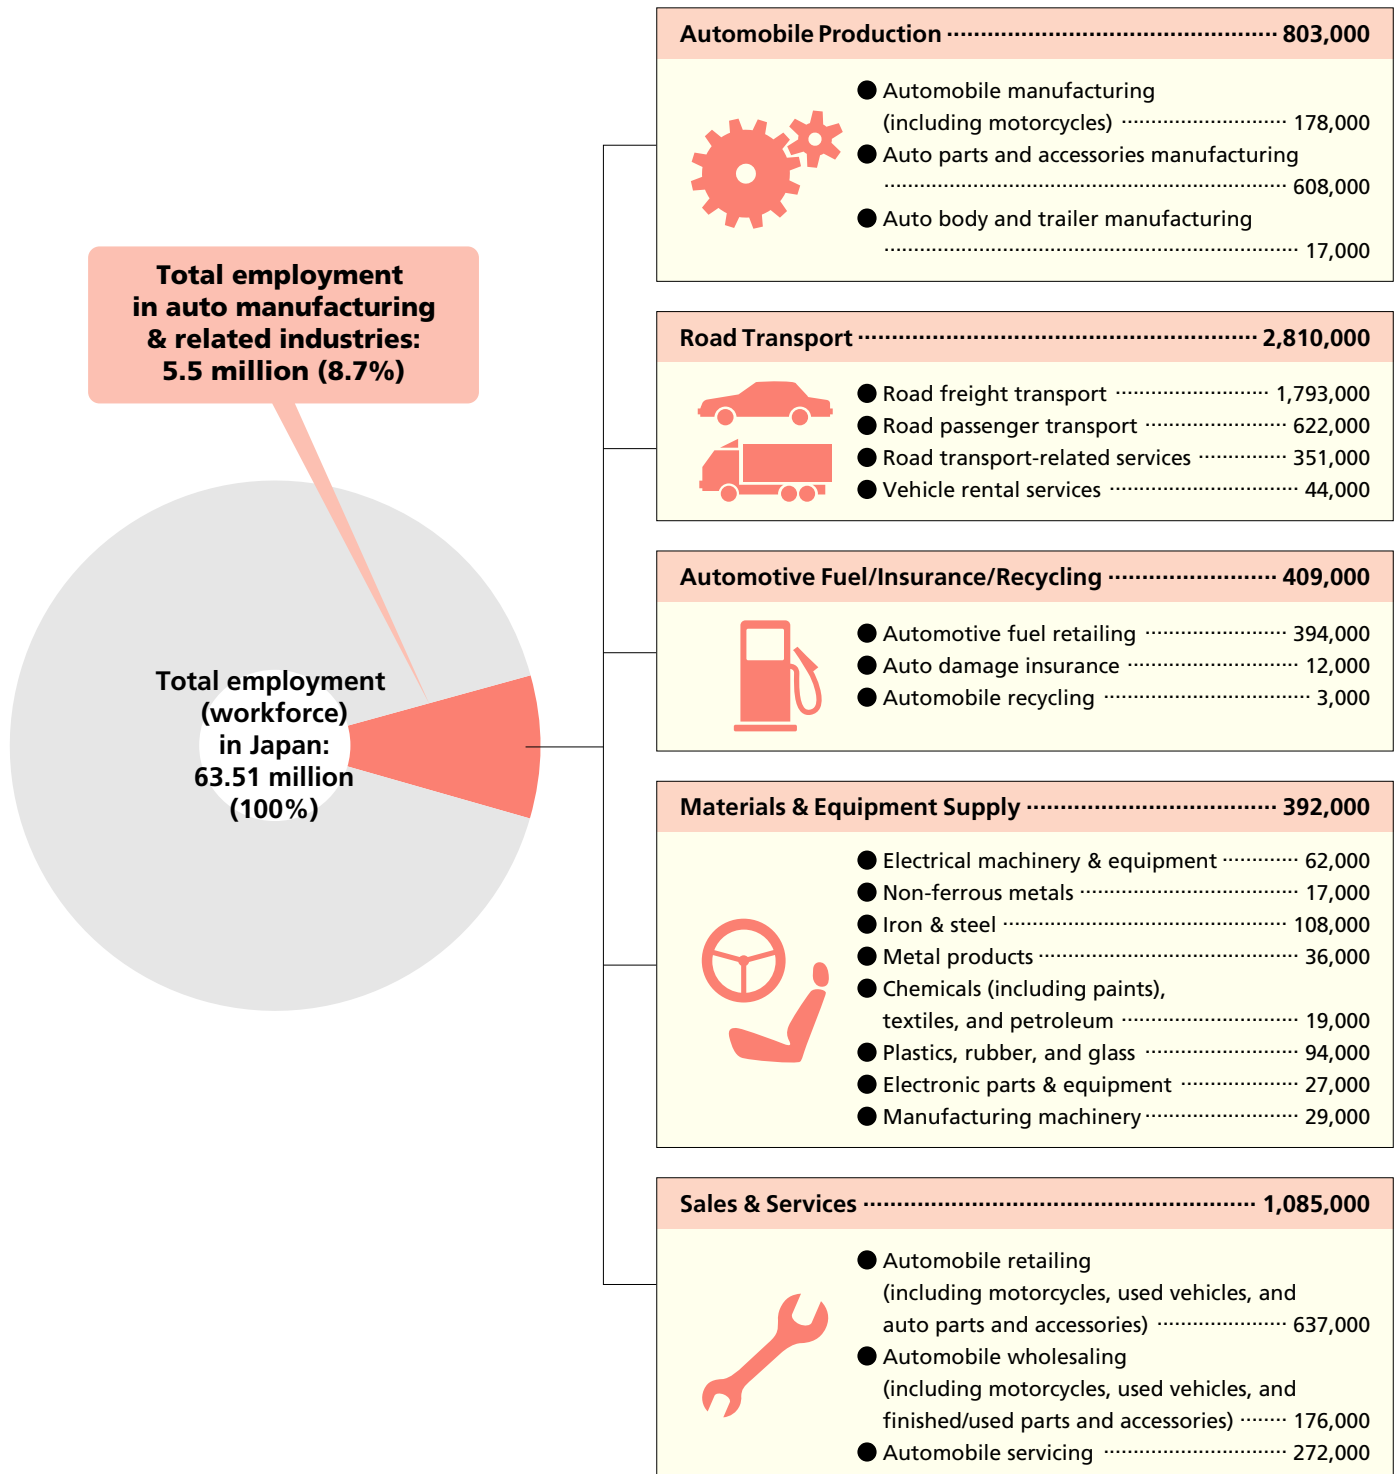 Total employment
in auto manufacturing
& related industries:
5.5 million (8.7%)
Total employment
(workforce)
in Japan:
63.51 million
(100%)
Automobile Production 803,000
● Automobile manufacturing
(including motorcycles) 178,000
● Auto parts and accessories manufacturing
608,000
● Auto body and trailer manufacturing
17,000
Road Transport 2,810,000
● Road freight transport 1,793,000
● Road passenger transport 622,000
● Road transport-related services 351,000
● Vehicle rental services 44,000
Automotive Fuel/Insurance/Recycling 409,000
● Automotive fuel retailing 394,000
● Auto damage insurance 12,000
● Automobile recycling 3,000
Materials & Equipment Supply 392,000
● Electrical machinery & equipment 62,000
● Non-ferrous metals 17,000
● Iron & steel 108,000
● Metal products 36,000
● Chemicals (including paints),
textiles, and petroleum 19,000
● Plastics, rubber, and glass 94,000
● Electronic parts & equipment 27,000
● Manufacturing machinery 29,000
Sales & Services 1,085,000
● Automobile retailing
(including motorcycles, used vehicles, and
auto parts and accessories) 637,000
● Automobile wholesaling
(including motorcycles, used vehicles, and
finished/used parts and accessories) 176,000
● Automobile servicing 272,000